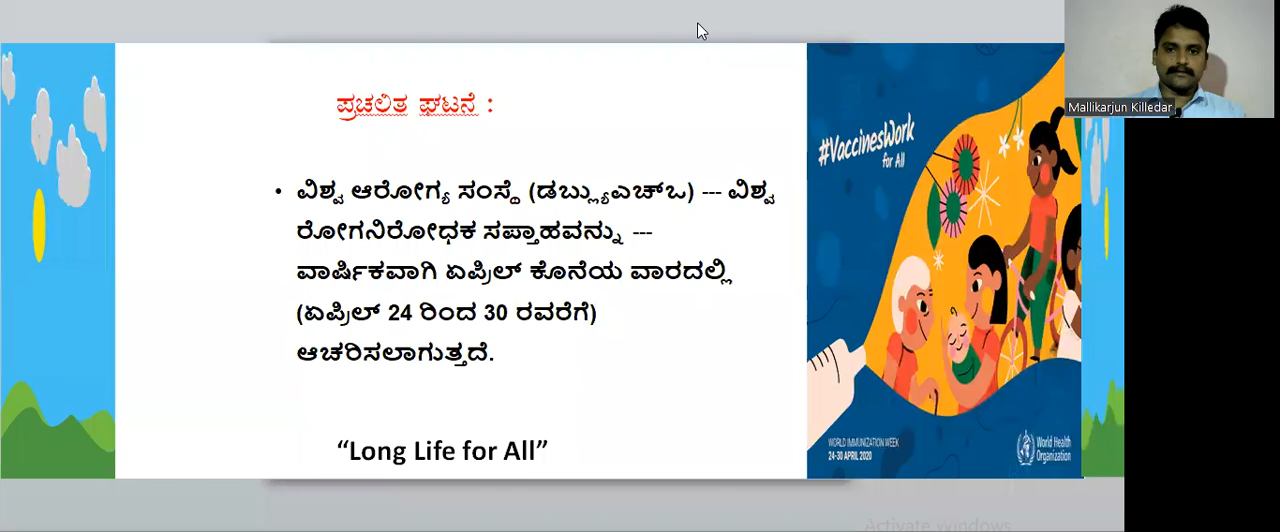 Mallikarjun Killedar
ಪ್ರಚಲಿತ ಘಟನೆ :
• ವಿಶ್ವ ಆರೋಗ್ಯ ಸಂಸ್ಥೆ (ಡಬ್ಲ್ಯುಎಚ್ಒ) --- ವಿಶ್ವ
ರೋಗನಿರೋಧಕ ಸಪ್ತಾಹವನ್ನು ---
ವಾರ್ಷಿಕವಾಗಿ ಏಪ್ರಿಲ್ ಕೊನೆಯ ವಾರದಲ್ಲಿ
(ಏಪ್ರಿಲ್ 24 ರಿಂದ 30 ರವರೆಗೆ)
ಆಚರಿಸಲಾಗುತ್ತದೆ.
“Long Life for All”
#VaccinesWork
for All
WORLD IMMUNIZATION WEEK
24-30 APRIL 2020
World Health
Organization
Activate Windows